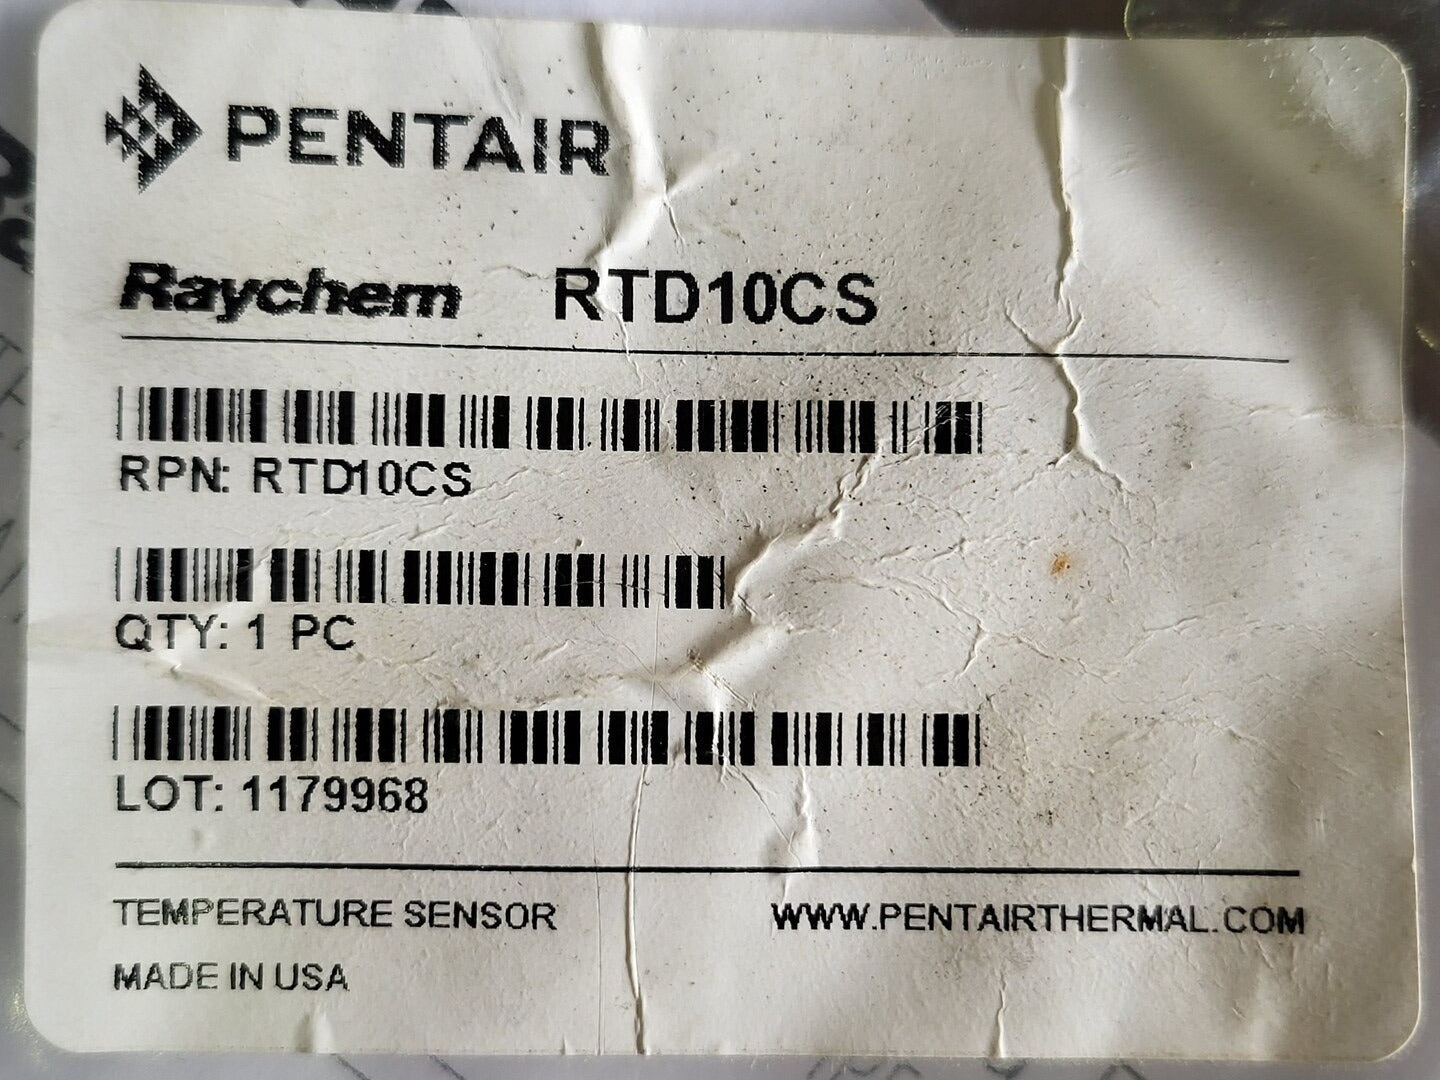 PENTAIR
Raychem RTD10CS
RPN: RTD10CS
QTY: 1 PC
LOT: 1179968
TEMPERATURE SENSOR WWW.PENTAIRTHERMAL.COM
MADE IN USA